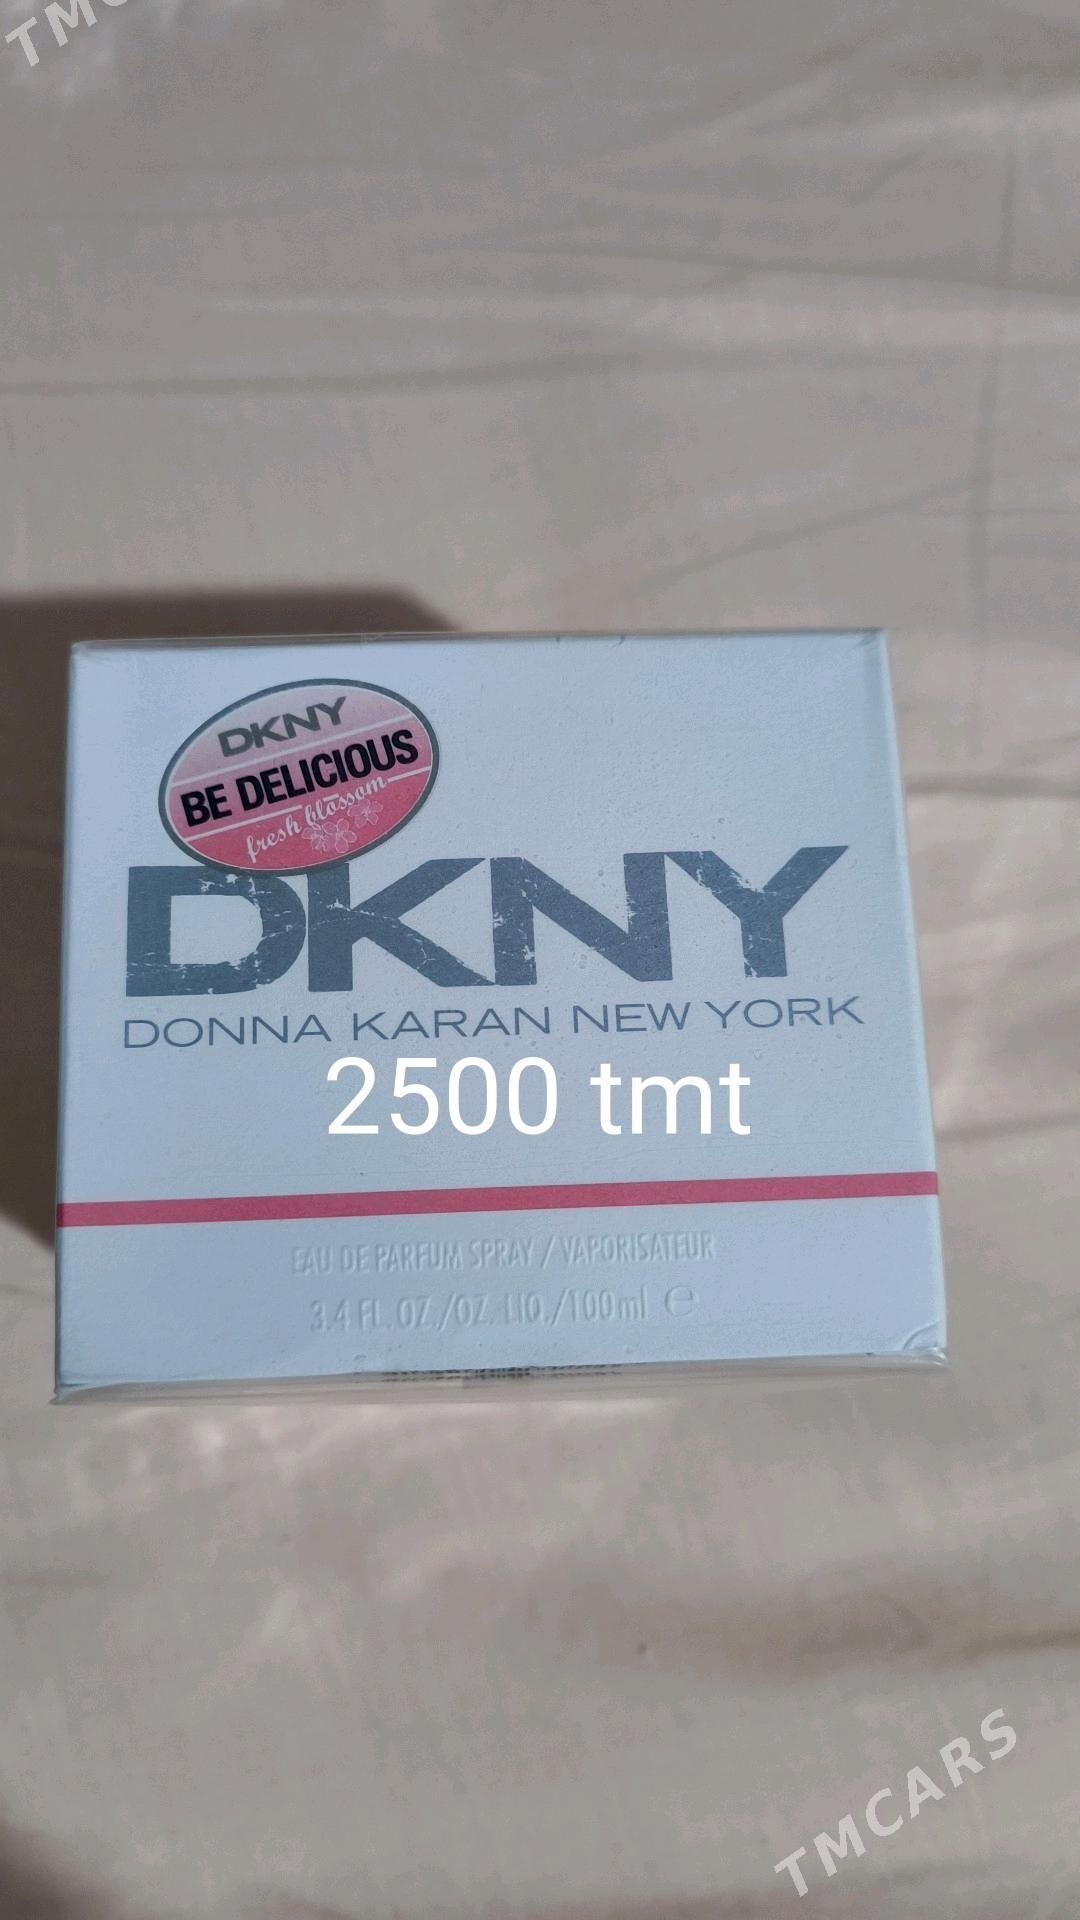 TMC
DKNY
BE DELICIOUS
fresh blossom
DKNY
DONNA KARAN NEW YORK
2500 tmt
EAU DE PARFUM SPRAY / VAPORISATEUR
3.4 FL. OZ./OZ. LIQ./100ml ℮
TMCARS